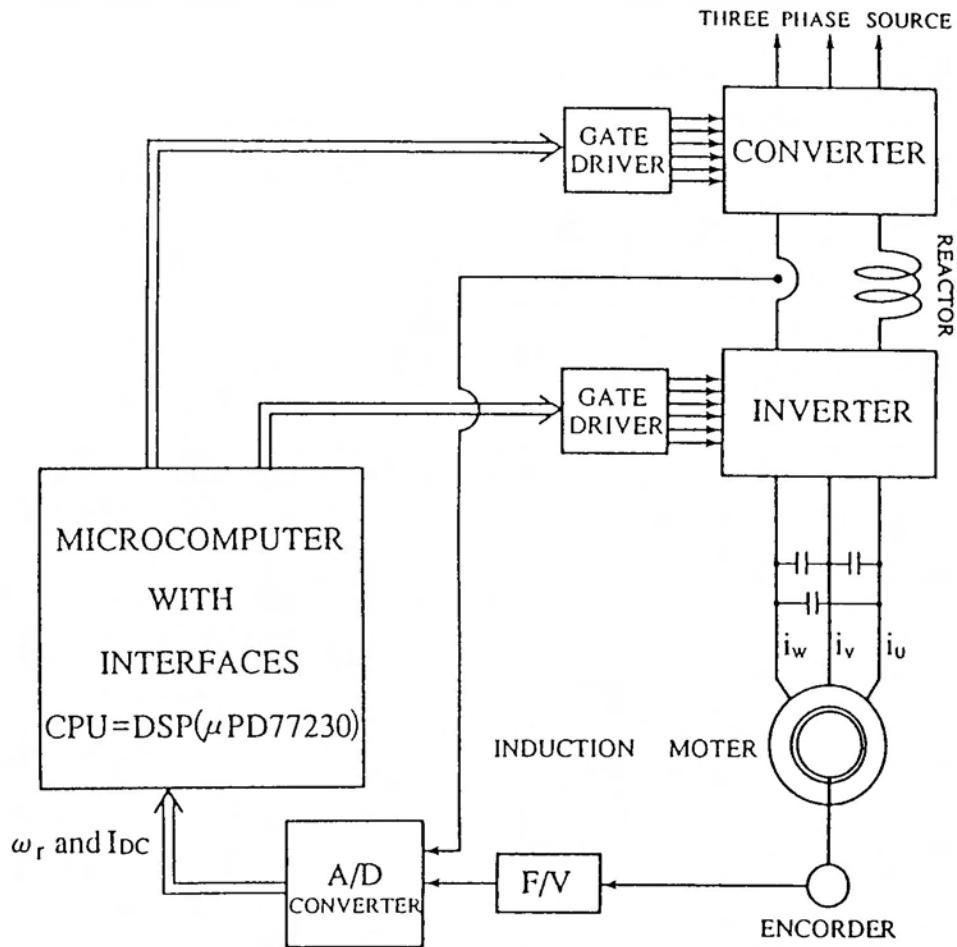 THREE PHASE SOURCE
GATE
DRIVER
CONVERTER
REACTOR
GATE
DRIVER
INVERTER
MICROCOMPUTER
WITH
INTERFACES
CPU=DSP(μPD77230)
iw iv iu
INDUCTION MOTER
ωr and IDC
A/D
CONVERTER
F/V
ENCORDER